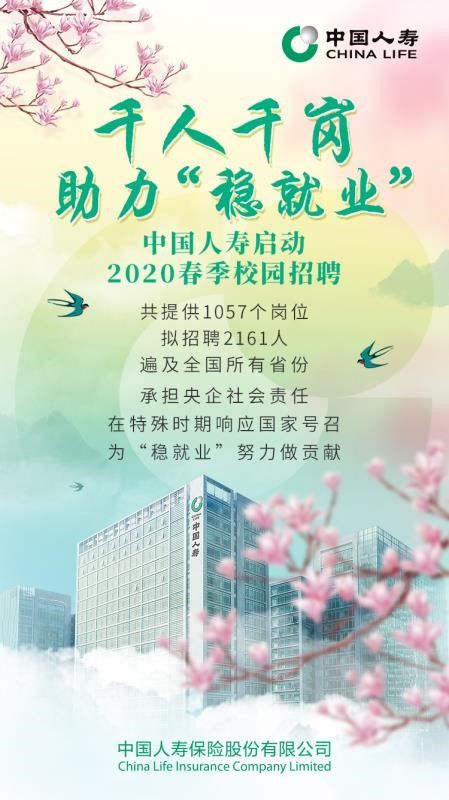 中国人寿
CHINA LIFE
千人千岗
助力“稳就业”
中国人寿启动
2020春季校园招聘
共提供1057个岗位
拟招聘2161人
遍及全国所有省份
承担央企社会责任
在特殊时期响应国家号召
为“稳就业”努力做贡献
中国人寿
中国人寿保险股份有限公司
China Life Insurance Company Limited